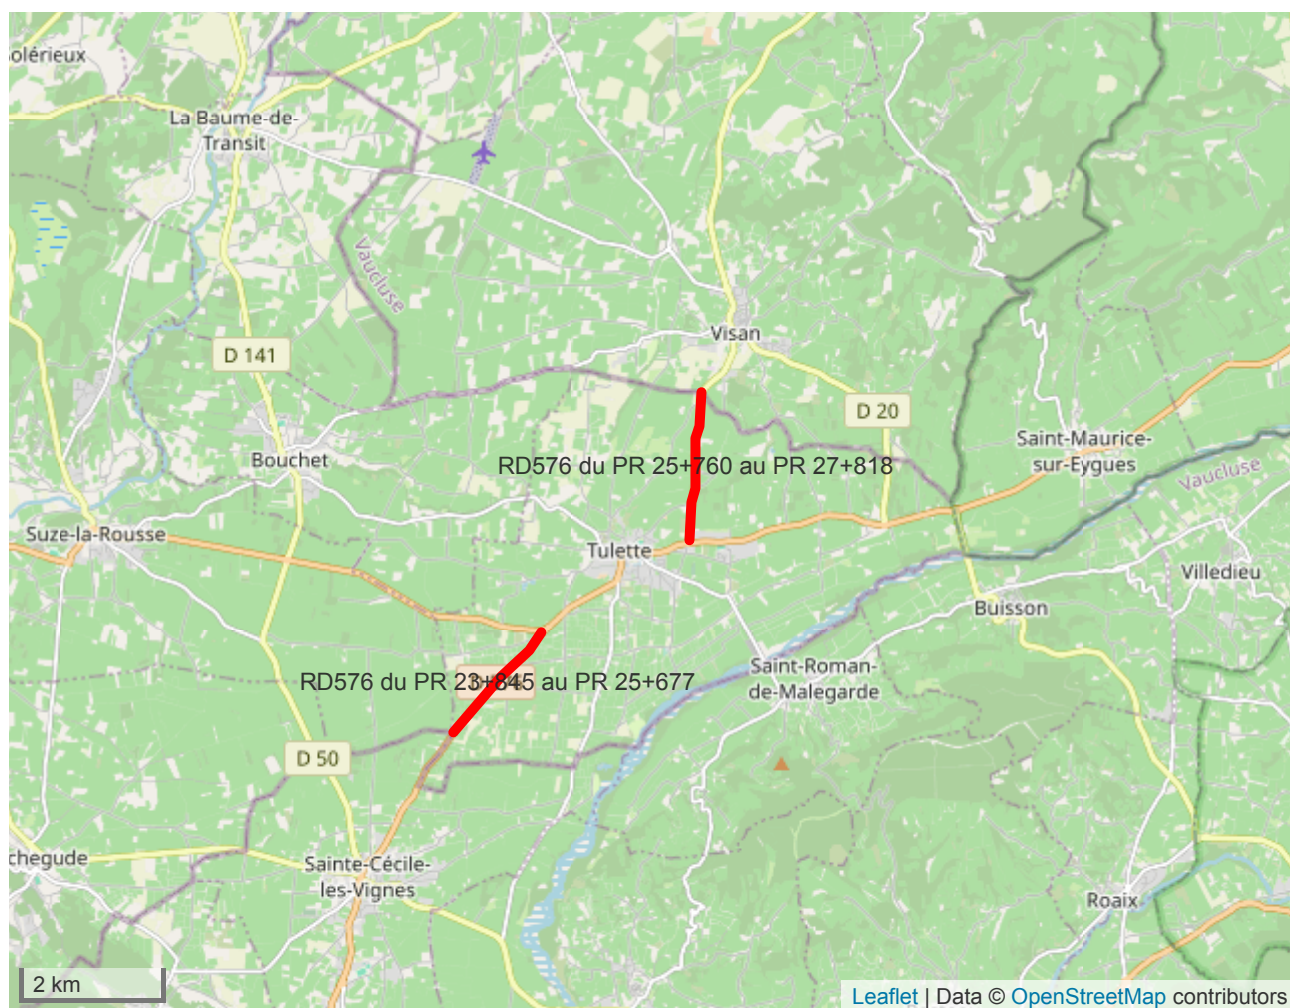 olérieux
La Baume-de-
Transit
Vaucluse
Visan
D 141
D 20
Saint-Maurice-
sur-Eygues
Bouchet
RD576 du PR 25+760 au PR 27+818
Vaucluse
Suze-la-Rousse
Tulette
Villedieu
Buisson
Saint-Roman-
de-Malegarde
RD576 du PR 23+845 au PR 25+677
D 50
chegude
Sainte-Cécile-
les-Vignes
Roaix
2 km
Leaflet | Data © OpenStreetMap contributors